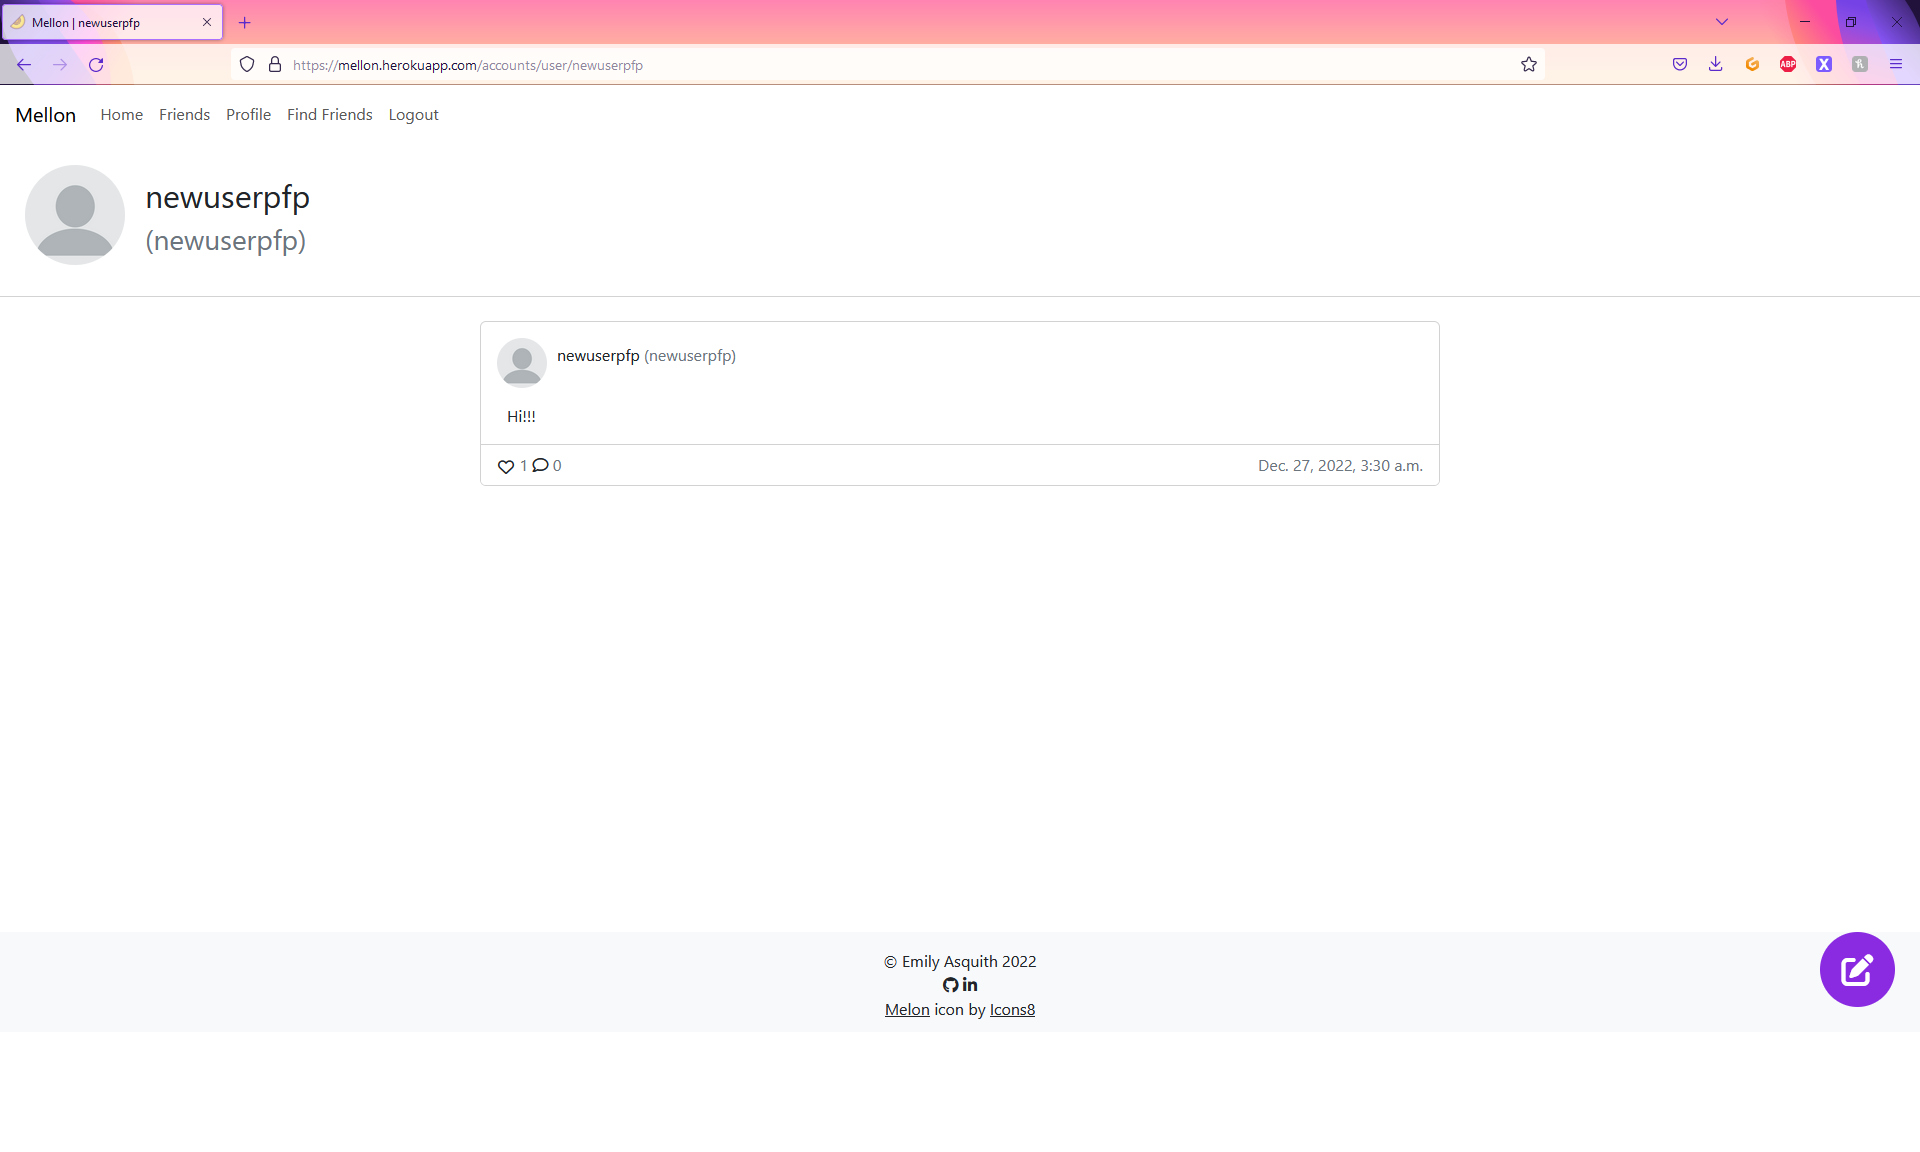 Mellon | newuserpfp
https://mellon.herokuapp.com/accounts/user/newuserpfp
ABP
Mellon Home Friends Profile Find Friends Logout
newuserpfp
(newuserpfp)
newuserpfp (newuserpfp)
Hi!!!
1 0 Dec. 27, 2022, 3:30 a.m.
© Emily Asquith 2022
in
Melon icon by Icons8